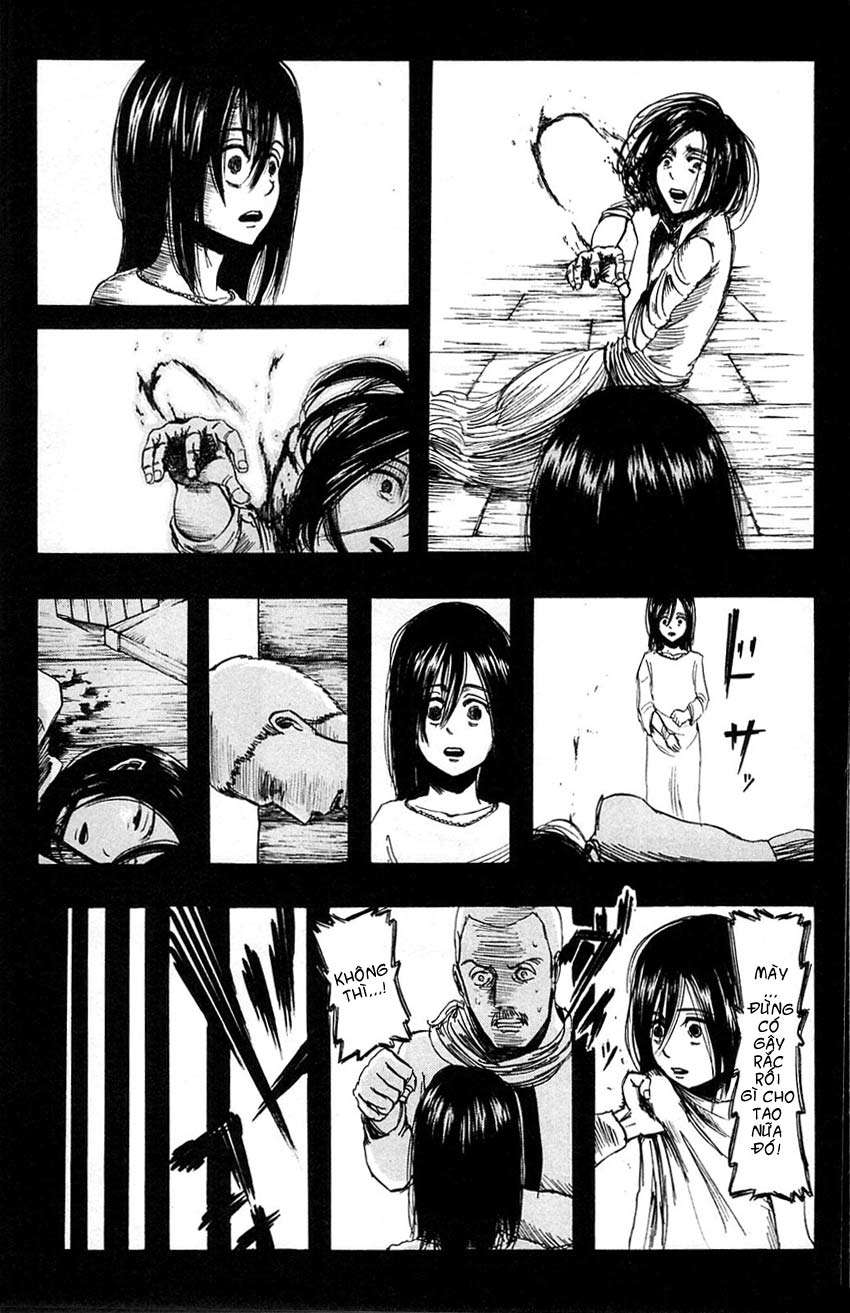 ドサッ
MÀY
...
ĐỪNG
CÓ
GÂY
RẮC
RỐI
GÌ CHO
TAO
NỮA
ĐÓ!
KHÔNG
THÌ...!